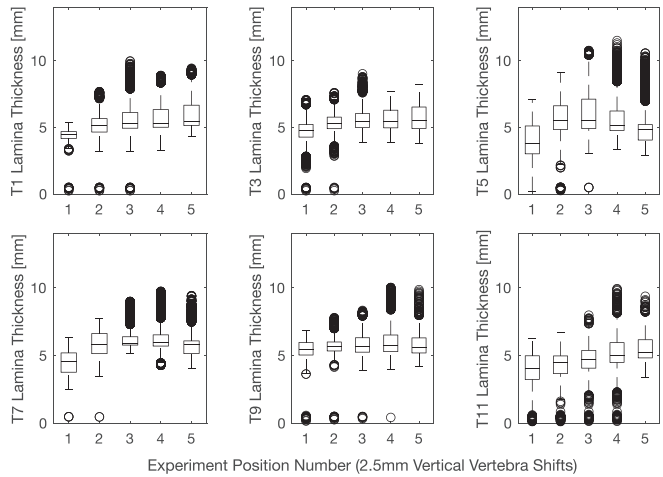 T1 Lamina Thickness [mm]
10
5
0
1 2 3 4 5
T3 Lamina Thickness [mm]
10
5
0
1 2 3 4 5
T5 Lamina Thickness [mm]
10
5
0
1 2 3 4 5
T7 Lamina Thickness [mm]
10
5
0
1 2 3 4 5
T9 Lamina Thickness [mm]
10
5
0
1 2 3 4 5
T11 Lamina Thickness [mm]
10
5
0
1 2 3 4 5
Experiment Position Number (2.5mm Vertical Vertebra Shifts)